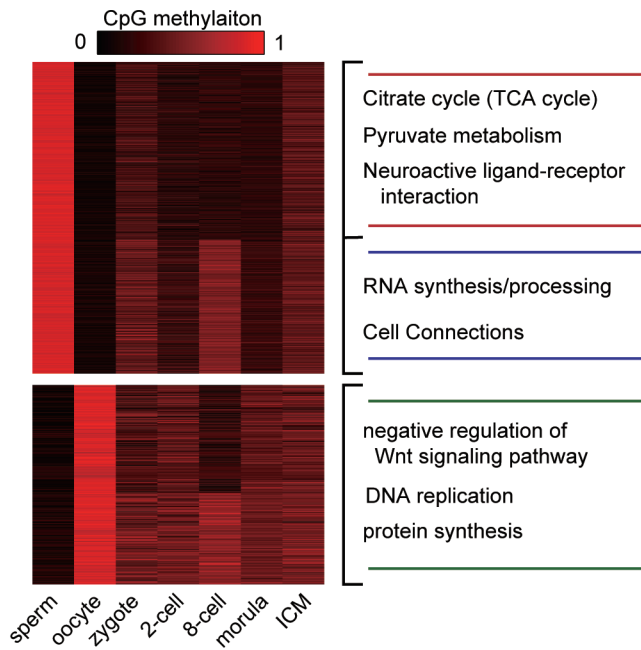 CpG methylaiton
0 1
Citrate cycle (TCA cycle)
Pyruvate metabolism
Neuroactive ligand-receptor
interaction
RNA synthesis/processing
Cell Connections
negative regulation of
Wnt signaling pathway
DNA replication
protein synthesis
sperm
oocyte
zygote
2-cell
8-cell
morula
ICM